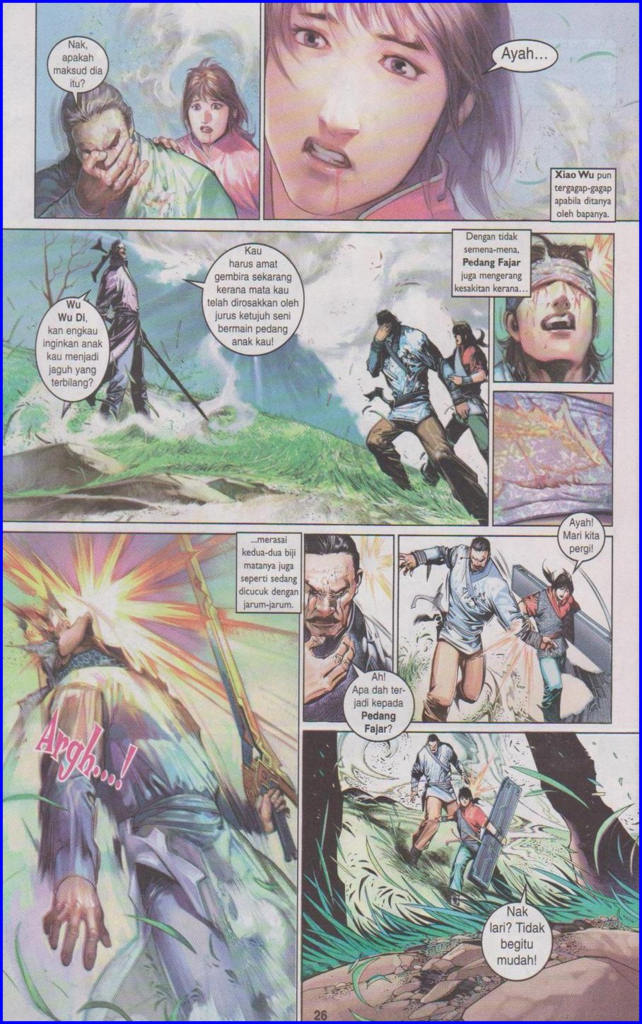 Nak,
apakah
maksud dia
itu?
Ayah...
Xiao Wu pun
tergagap-gagap
apabila ditanya
oleh bapanya.
Kau
harus amat
gembira sekarang
kerana mata kau
telah dirosakkan oleh
jurus ketujuh seni
bermain pedang
anak kau!
Wu
Wu Di,
kan engkau
inginkan anak
kau menjadi
jaguh yang
terbilang?
Dengan tidak
semena-mena,
Pedang Fajar
juga mengerang
kesakitan kerana...
...merasai
kedua-dua biji
matanya juga
seperti sedang
dicucuk dengan
jarum-jarum.
Argh...!
Ah!
Apa dah ter-
jadi kepada
Pedang
Fajar?
Ayah!
Mari kita
pergi!
Nak
lari? Tidak
begitu
mudah!
26